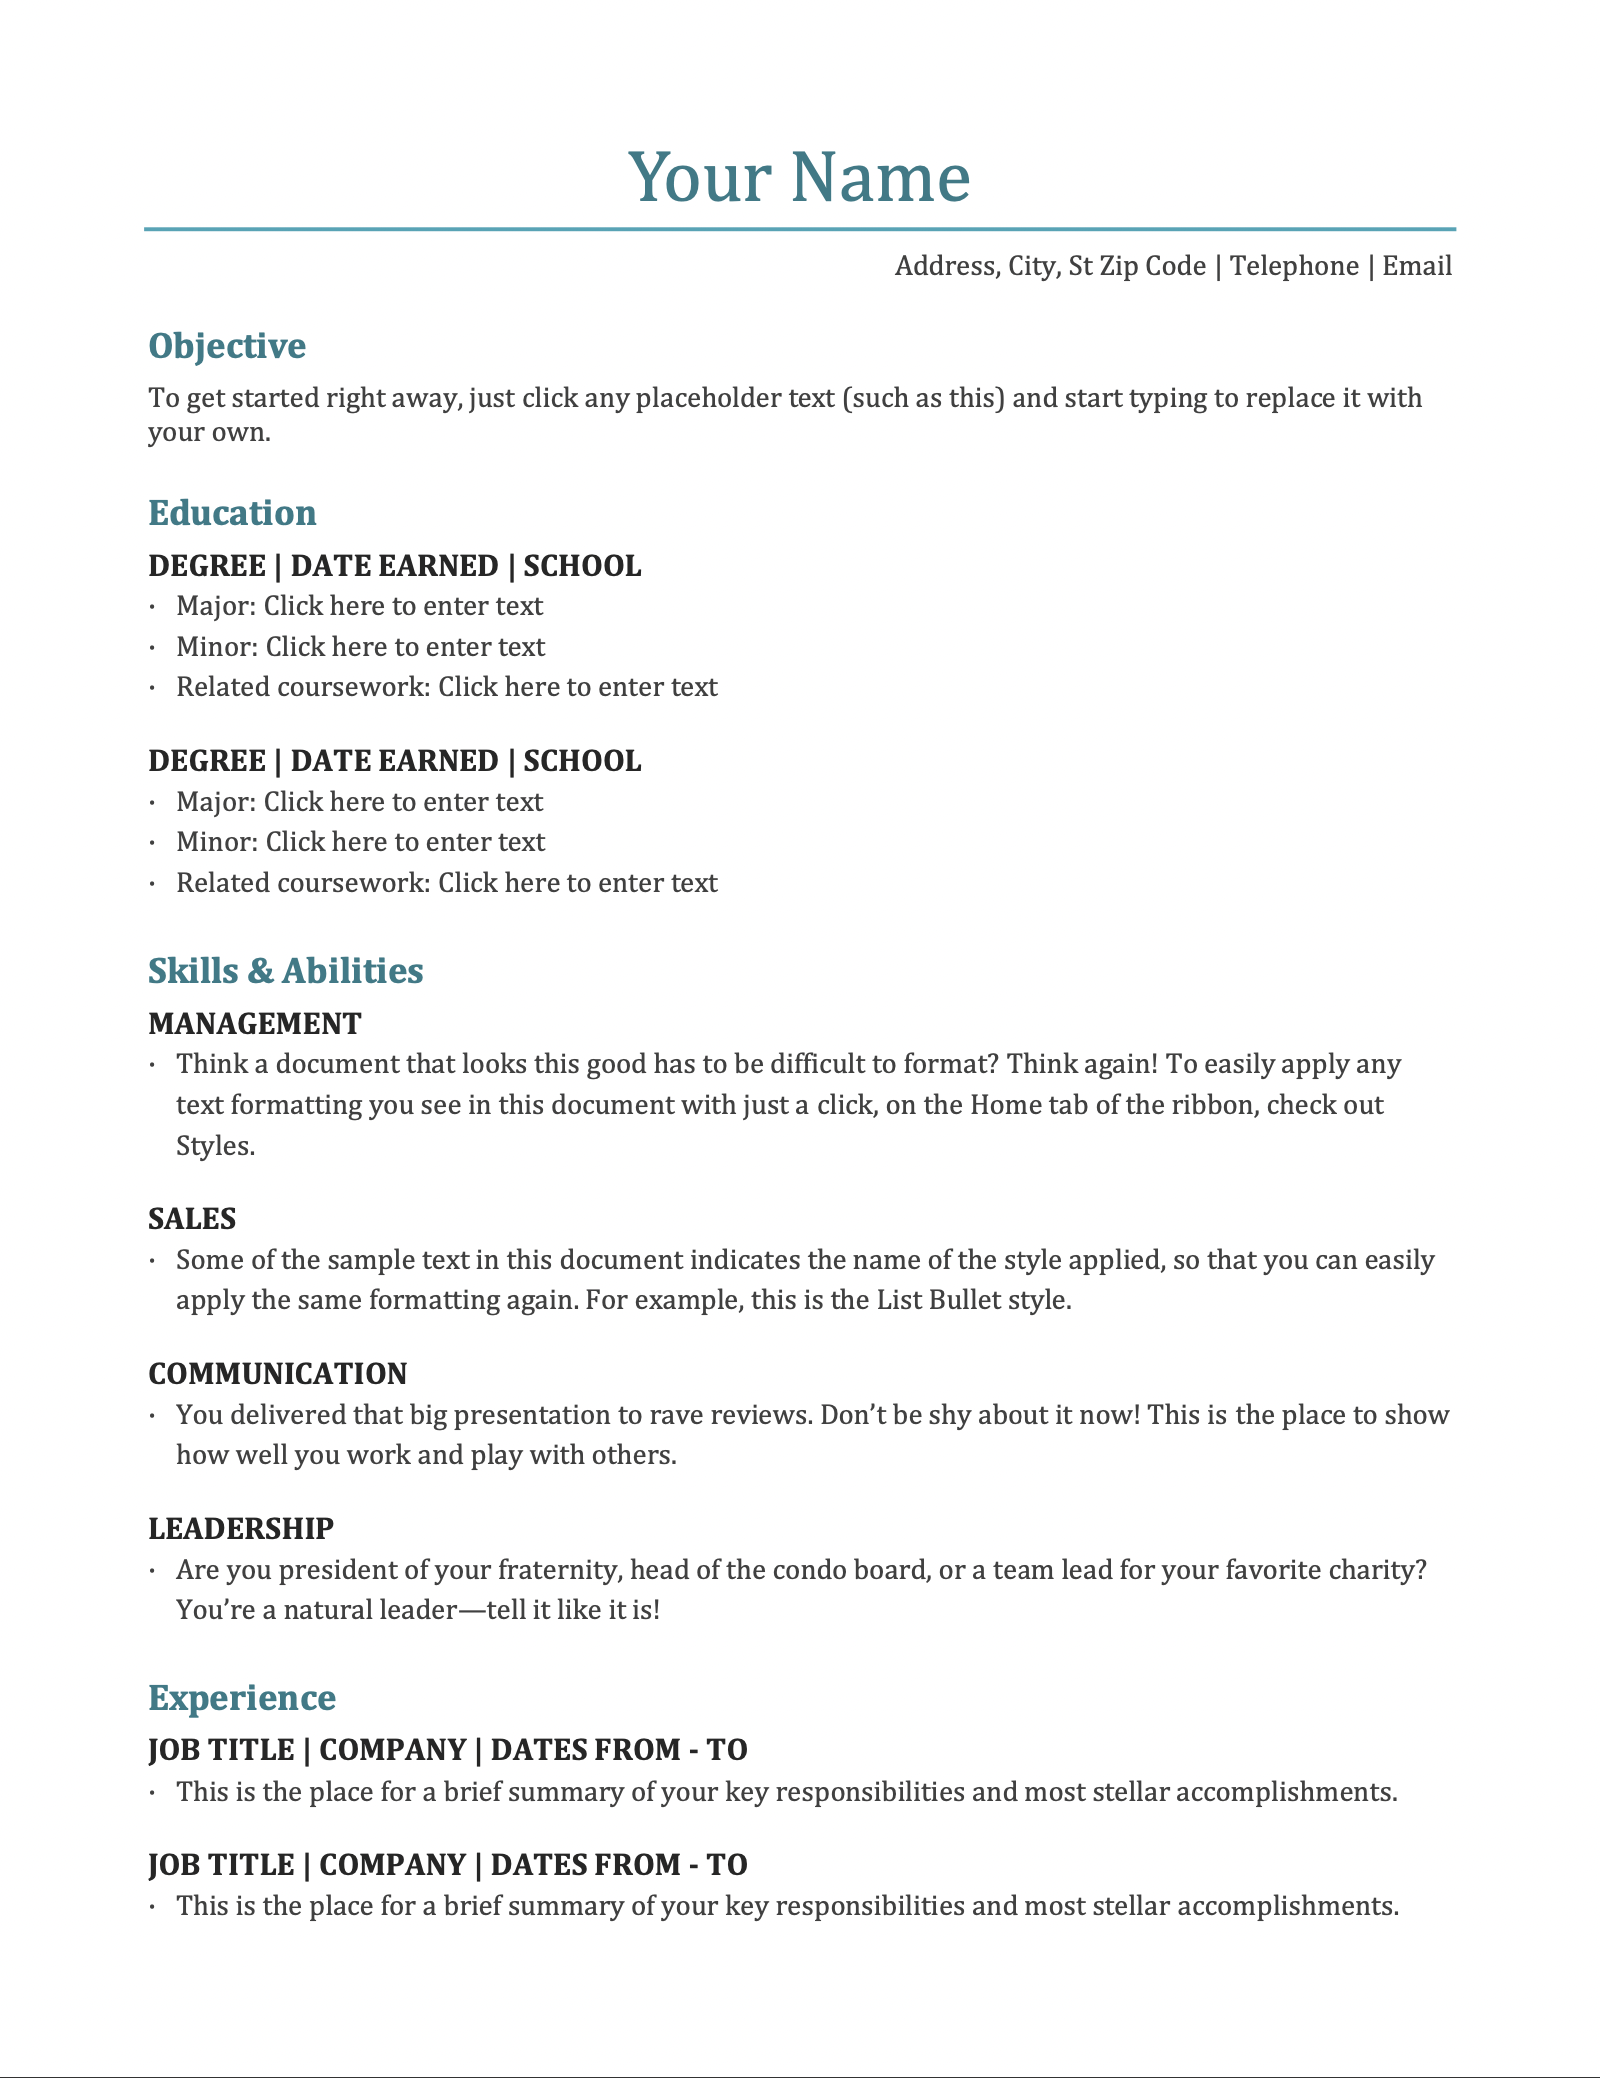 Your Name
Address, City, St Zip Code | Telephone | Email
Objective
To get started right away, just click any placeholder text (such as this) and start typing to replace it with
your own.
Education
DEGREE | DATE EARNED | SCHOOL
· Major: Click here to enter text
· Minor: Click here to enter text
· Related coursework: Click here to enter text
DEGREE | DATE EARNED | SCHOOL
· Major: Click here to enter text
· Minor: Click here to enter text
· Related coursework: Click here to enter text
Skills & Abilities
MANAGEMENT
· Think a document that looks this good has to be difficult to format? Think again! To easily apply any
text formatting you see in this document with just a click, on the Home tab of the ribbon, check out
Styles.
SALES
· Some of the sample text in this document indicates the name of the style applied, so that you can easily
apply the same formatting again. For example, this is the List Bullet style.
COMMUNICATION
· You delivered that big presentation to rave reviews. Don’t be shy about it now! This is the place to show
how well you work and play with others.
LEADERSHIP
· Are you president of your fraternity, head of the condo board, or a team lead for your favorite charity?
You’re a natural leader—tell it like it is!
Experience
JOB TITLE | COMPANY | DATES FROM - TO
· This is the place for a brief summary of your key responsibilities and most stellar accomplishments.
JOB TITLE | COMPANY | DATES FROM - TO
· This is the place for a brief summary of your key responsibilities and most stellar accomplishments.